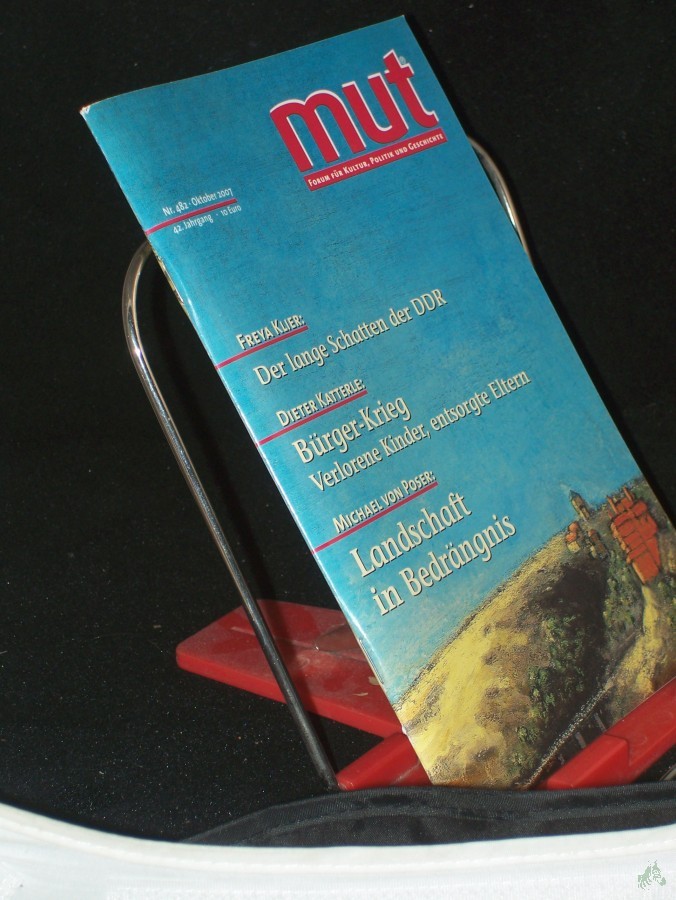 mut
Forum für Kultur, Politik und Geschichte
Nr. 482 · Oktober 2007
42. Jahrgang · 10 Euro
Freya Klier:
Der lange Schatten der DDR
Dieter Katterle:
Bürger-Krieg
Verlorene Kinder, entsorgte Eltern
Michael von Poser:
Landschaft
in Bedrängnis